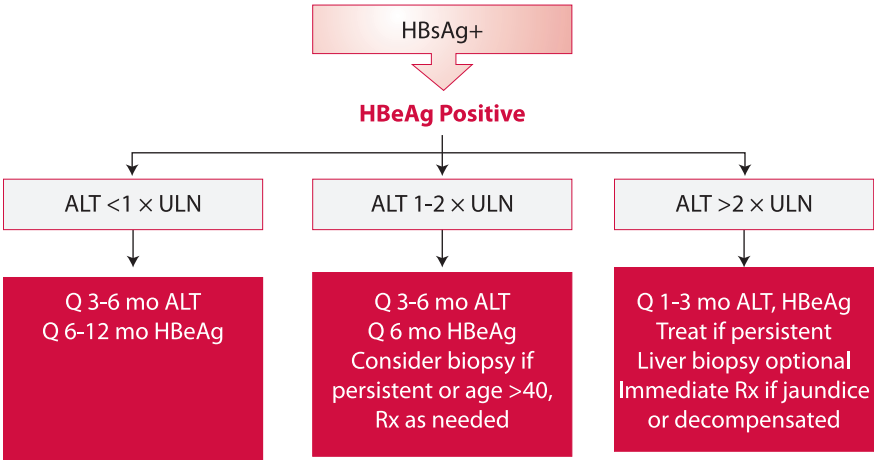 HBsAg+
HBeAg Positive
ALT <1 × ULN
ALT 1-2 × ULN
ALT >2 × ULN
Q 3-6 mo ALT
Q 6-12 mo HBeAg
Q 3-6 mo ALT
Q 6 mo HBeAg
Consider biopsy if
persistent or age >40,
Rx as needed
Q 1-3 mo ALT, HBeAg
Treat if persistent
Liver biopsy optional
Immediate Rx if jaundice
or decompensated